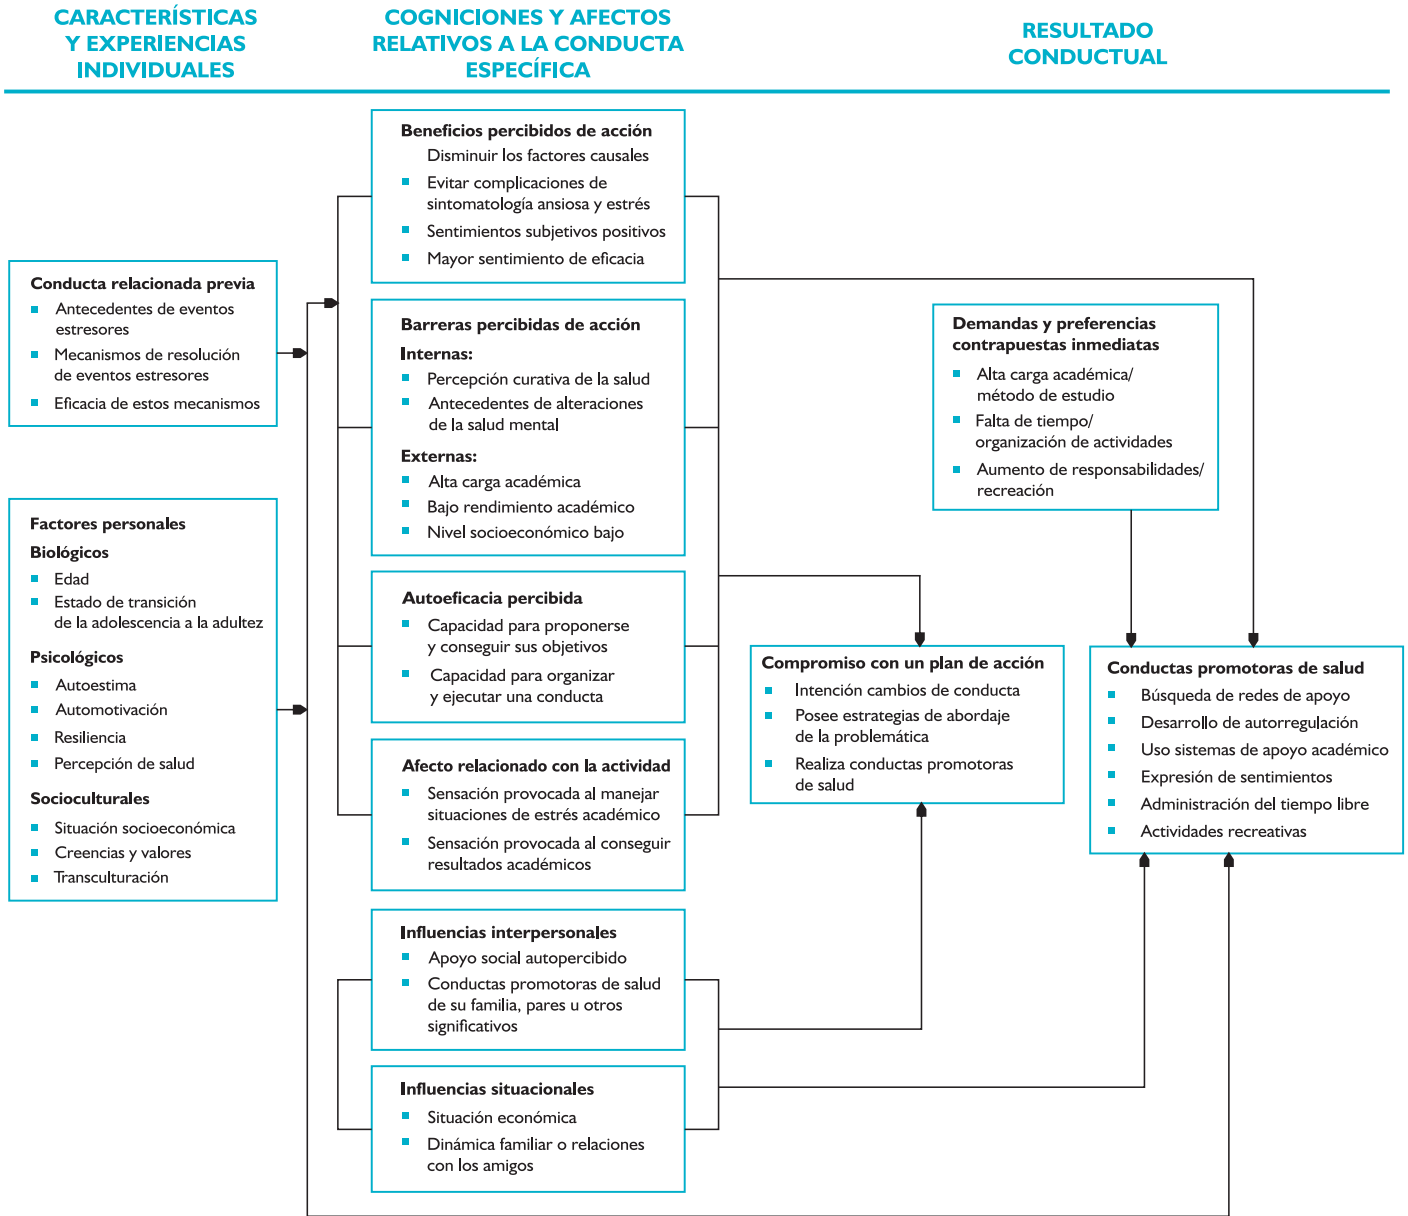 CARACTERÍSTICAS
Y EXPERIENCIAS
INDIVIDUALES
COGNICIONES Y AFECTOS
RELATIVOS A LA CONDUCTA
ESPECÍFICA
RESULTADO
CONDUCTUAL
Conducta relacionada previa
Antecedentes de eventos
estresores
Mecanismos de resolución
de eventos estresores
Eficacia de estos mecanismos
Factores personales
Biológicos
Edad
Estado de transición
de la adolescencia a la adultez
Psicológicos
Autoestima
Automotivación
Resiliencia
Percepción de salud
Socioculturales
Situación socioeconómica
Creencias y valores
Transculturación
Beneficios percibidos de acción
Disminuir los factores causales
Evitar complicaciones de
sintomatología ansiosa y estrés
Sentimientos subjetivos positivos
Mayor sentimiento de eficacia
Barreras percibidas de acción
Internas:
Percepción curativa de la salud
Antecedentes de alteraciones
de la salud mental
Externas:
Alta carga académica
Bajo rendimiento académico
Nivel socioeconómico bajo
Autoeficacia percibida
Capacidad para proponerse
y conseguir sus objetivos
Capacidad para organizar
y ejecutar una conducta
Afecto relacionado con la actividad
Sensación provocada al manejar
situaciones de estrés académico
Sensación provocada al conseguir
resultados académicos
Influencias interpersonales
Apoyo social autopercibido
Conductas promotoras de salud
de su familia, pares u otros
significativos
Influencias situacionales
Situación económica
Dinámica familiar o relaciones
con los amigos
Demandas y preferencias
contrapuestas inmediatas
Alta carga académica/
método de estudio
Falta de tiempo/
organización de actividades
Aumento de responsabilidades/
recreación
Compromiso con un plan de acción
Intención cambios de conducta
Posee estrategias de abordaje
de la problemática
Realiza conductas promotoras
de salud
Conductas promotoras de salud
Búsqueda de redes de apoyo
Desarrollo de autorregulación
Uso sistemas de apoyo académico
Expresión de sentimientos
Administración del tiempo libre
Actividades recreativas